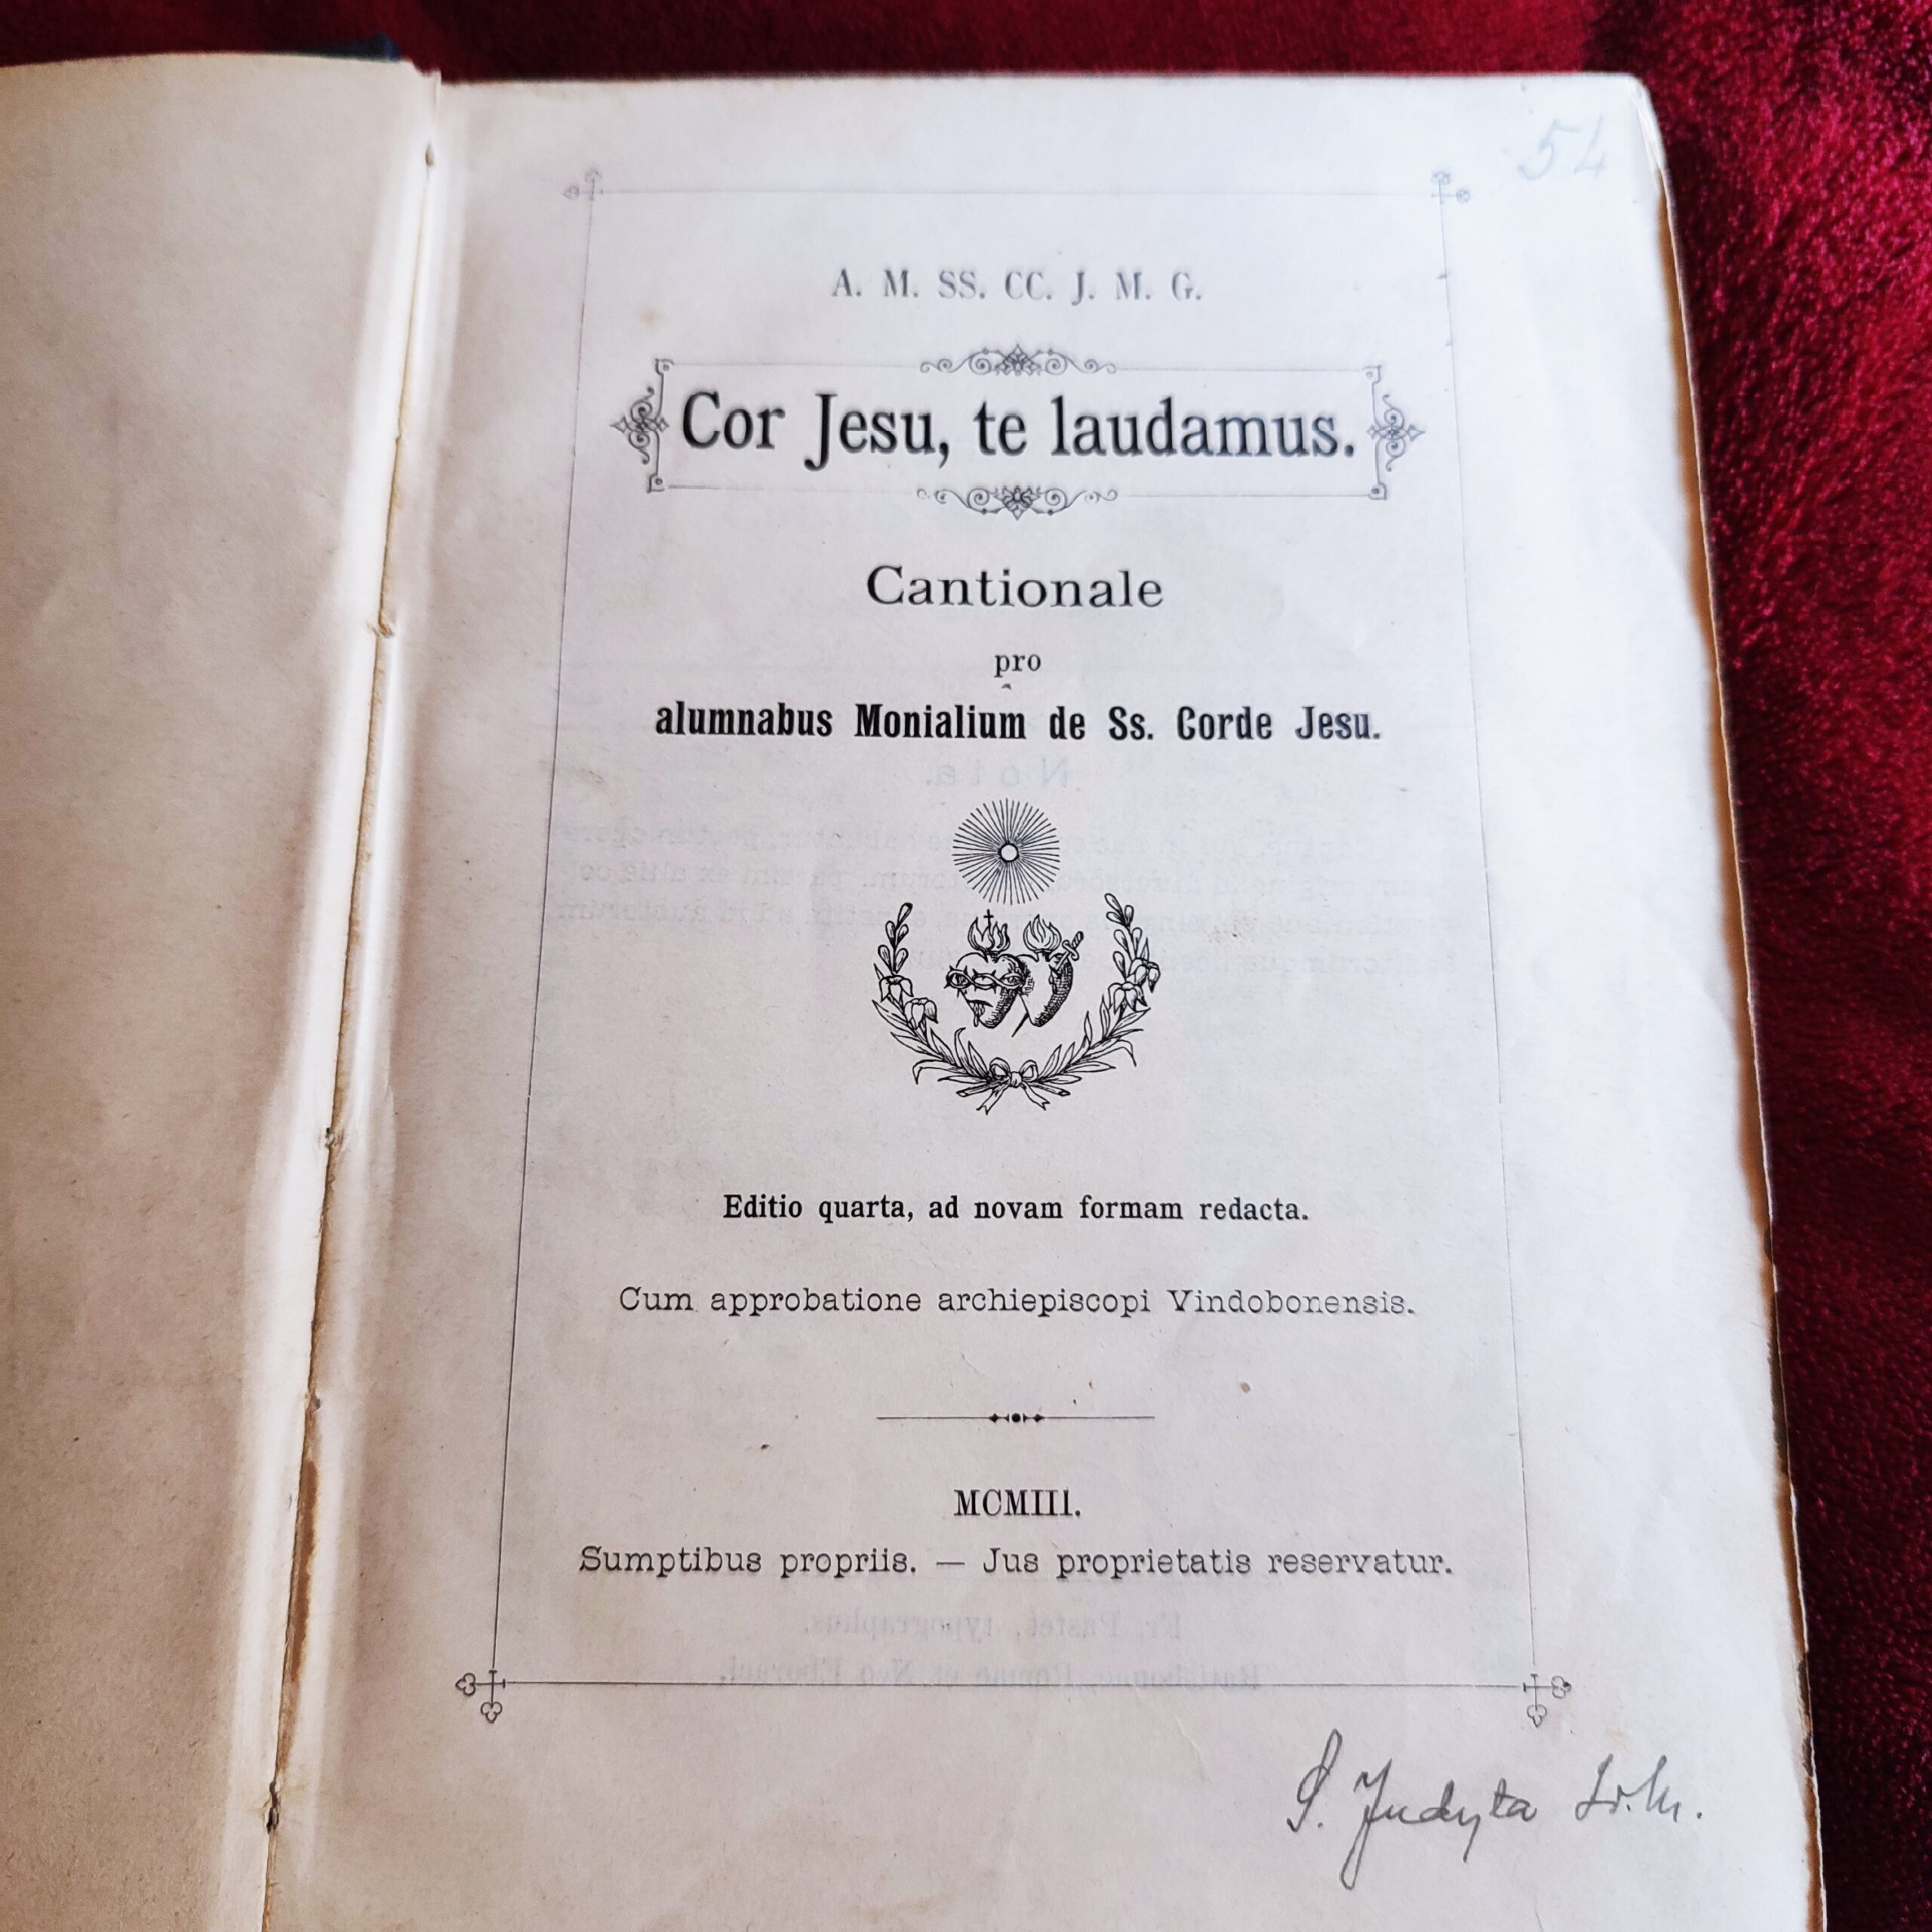 54
A. M. SS. CC. J. M. G.
Cor Jesu, te laudamus.
Cantionale
pro
alumnabus Monialium de Ss. Corde Jesu.
Editio quarta, ad novam formam redacta.
Cum approbatione archiepiscopi Vindobonensis.
MCMIII.
Sumptibus propriis. — Jus proprietatis reservatur.
S. Judyta